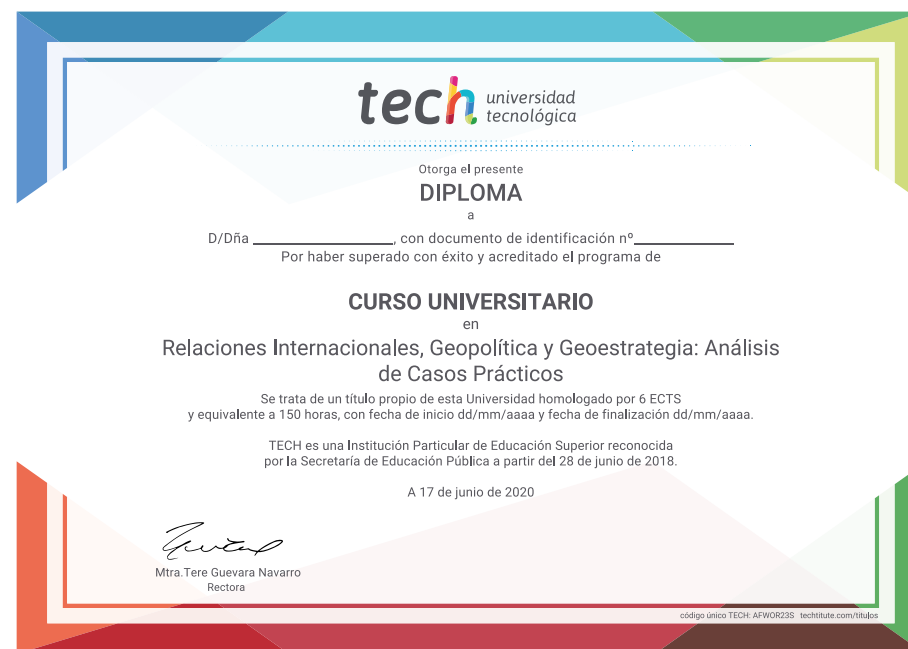 tech universidad
tecnológica
Otorga el presente
DIPLOMA
a
D/Dña ____________, con documento de identificación nº____________
Por haber superado con éxito y acreditado el programa de
CURSO UNIVERSITARIO
en
Relaciones Internacionales, Geopolítica y Geoestrategia: Análisis
de Casos Prácticos
Se trata de un título propio de esta Universidad homologado por 6 ECTS
y equivalente a 150 horas, con fecha de inicio dd/mm/aaaa y fecha de finalización dd/mm/aaaa.
TECH es una Institución Particular de Educación Superior reconocida
por la Secretaría de Educación Pública a partir del 28 de junio de 2018.
A 17 de junio de 2020
Mtra.Tere Guevara Navarro
Rectora
código único TECH: AFWOR23S techtitute.com/titulos